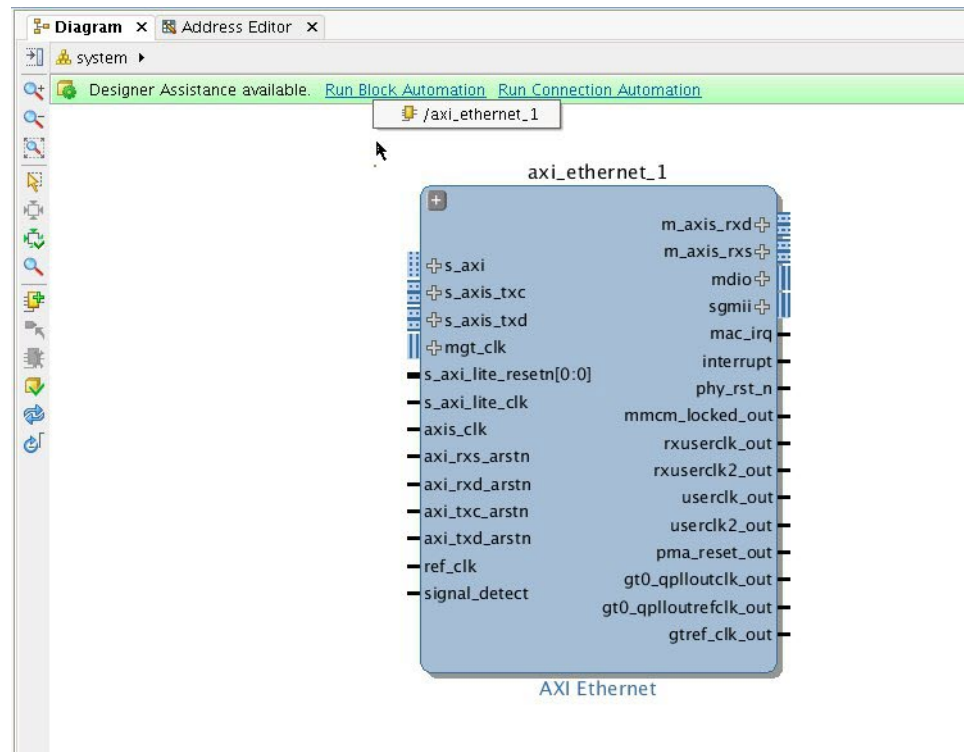 Diagram × Address Editor ×
system
Designer Assistance available. Run Block Automation Run Connection Automation
/axi_ethernet_1
axi_ethernet_1
m_axis_rxd
m_axis_rxs
s_axi
mdio
s_axis_txc
sgmii
s_axis_txd
mac_irq
mgt_clk
interrupt
s_axi_lite_resetn[0:0]
phy_rst_n
s_axi_lite_clk
mmcm_locked_out
axis_clk
rxuserclk_out
axi_rxs_arstn
rxuserclk2_out
axi_rxd_arstn
userclk_out
axi_txc_arstn
userclk2_out
axi_txd_arstn
pma_reset_out
ref_clk
gt0_qplloutclk_out
signal_detect
gt0_qplloutrefclk_out
gtref_clk_out
AXI Ethernet